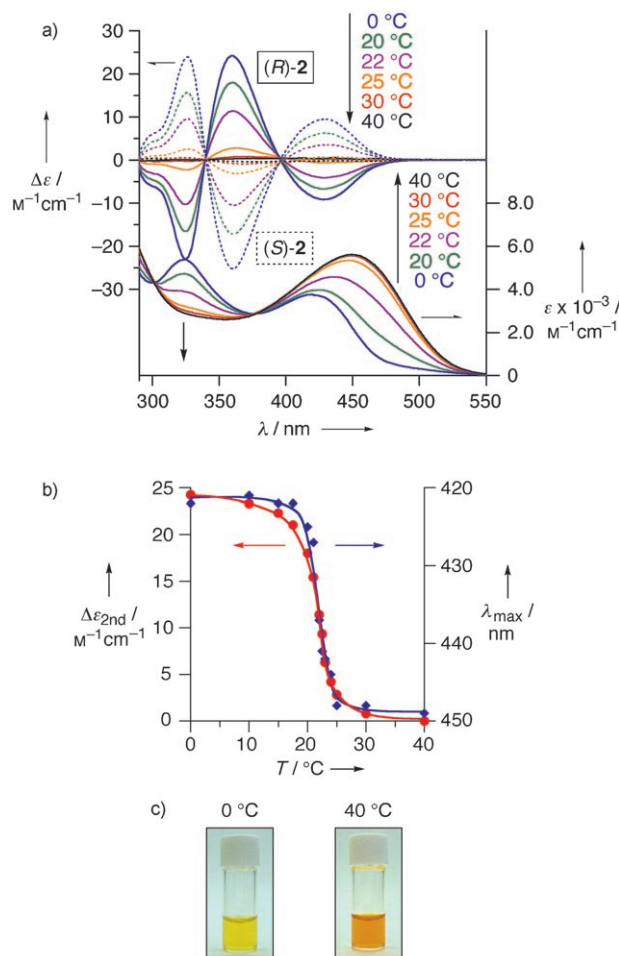 a)
30
20
10
0
−10
−20
−30
Δε /
M⁻¹cm⁻¹
(R)-2
(S)-2
0 °C
20 °C
22 °C
25 °C
30 °C
40 °C
40 °C
30 °C
25 °C
22 °C
20 °C
0 °C
8.0
6.0
4.0
2.0
0
ε x 10⁻³ /
M⁻¹cm⁻¹
300 350 400 450 500 550
λ / nm
b)
25
20
15
10
5
0
Δε2nd /
M⁻¹cm⁻¹
420
430
440
450
λmax /
nm
0 10 20 30 40
T / °C
c)
0 °C 40 °C